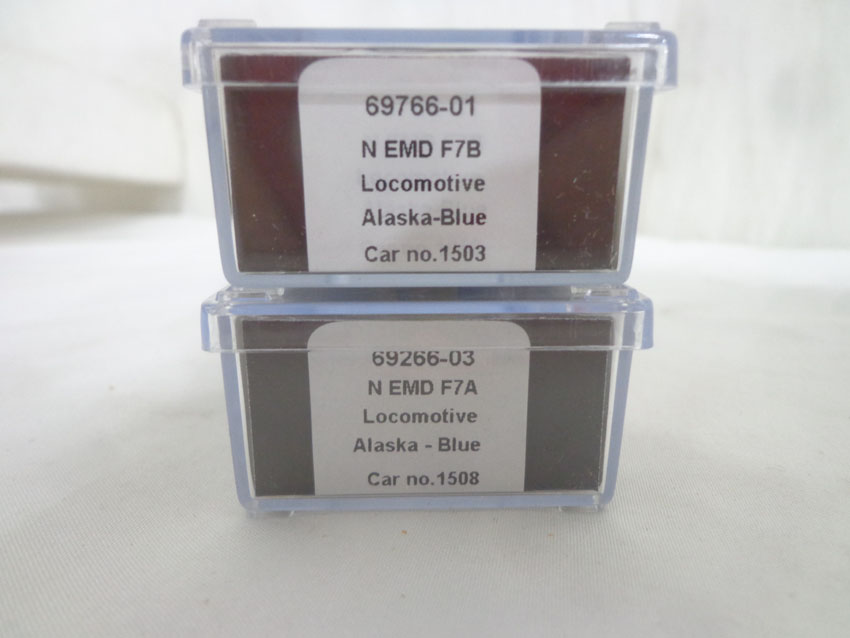 69766-01
N EMD F7B
Locomotive
Alaska-Blue
Car no.1503
69266-03
N EMD F7A
Locomotive
Alaska - Blue
Car no.1508